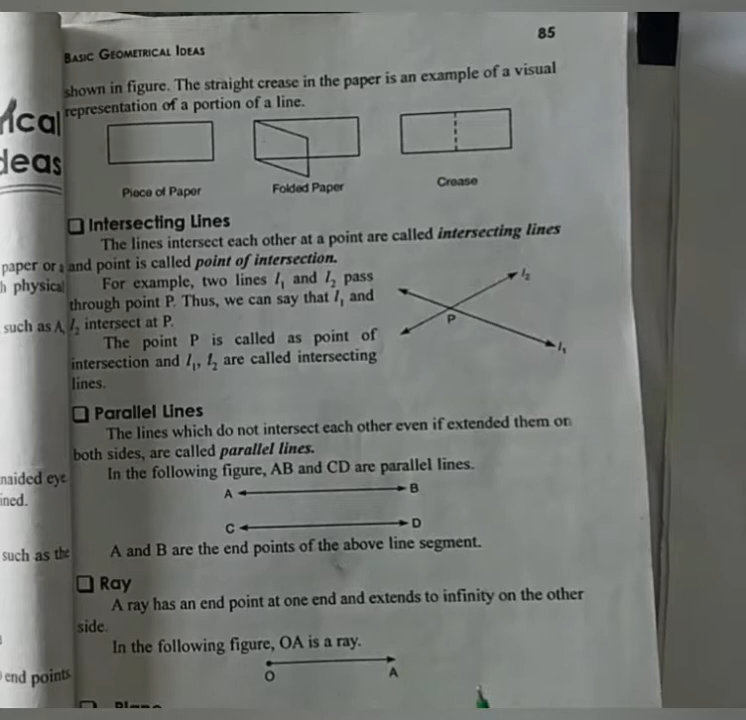 85
BASIC GEOMETRICAL IDEAS
shown in figure. The straight crease in the paper is an example of a visual
representation of a portion of a line.
ical
deas
Piece of Paper
Folded Paper
Crease
Intersecting Lines
The lines intersect each other at a point are called intersecting lines
paper or a and point is called point of intersection.
For example, two lines l₁ and l₂ pass
h physical
through point P. Thus, we can say that l₁ and
such as A, l₂ intersect at P.
The point P is called as point of
intersection and l₁, l₂ are called intersecting
lines.
l₂
P
l₁
Parallel Lines
The lines which do not intersect each other even if extended them on
both sides, are called parallel lines.
naided eye
In the following figure, AB and CD are parallel lines.
ined.
A B
C D
such as the
A and B are the end points of the above line segment.
Ray
A ray has an end point at one end and extends to infinity on the other
side.
In the following figure, OA is a ray.
end points
O A